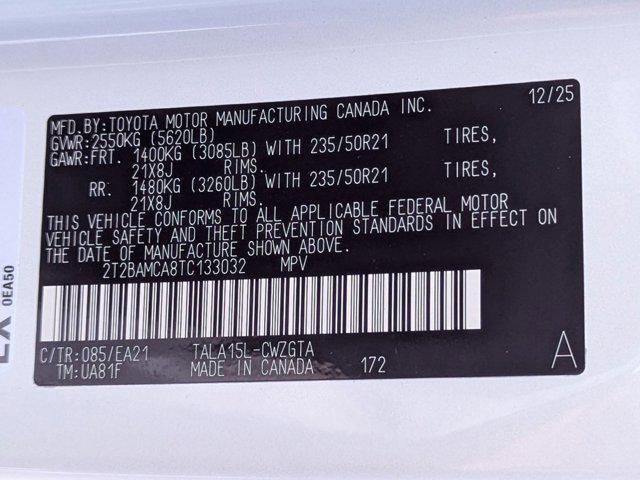 12/25
MFD.BY:TOYOTA MOTOR MANUFACTURING CANADA INC.
GVWR:2550KG (5620LB)
GAWR:FRT. 1400KG (3085LB) WITH 235/50R21 TIRES,
21X8J RIMS.
RR. 1480KG (3260LB) WITH 235/50R21 TIRES,
21X8J RIMS.
THIS VEHICLE CONFORMS TO ALL APPLICABLE FEDERAL MOTOR
VEHICLE SAFETY AND THEFT PREVENTION STANDARDS IN EFFECT ON
THE DATE OF MANUFACTURE SHOWN ABOVE.
2T2BAMCA8TC133032 MPV
C/TR:085/EA21 TALA15L-CWZGTA
TM:UA81F MADE IN CANADA 172 A
0EA50